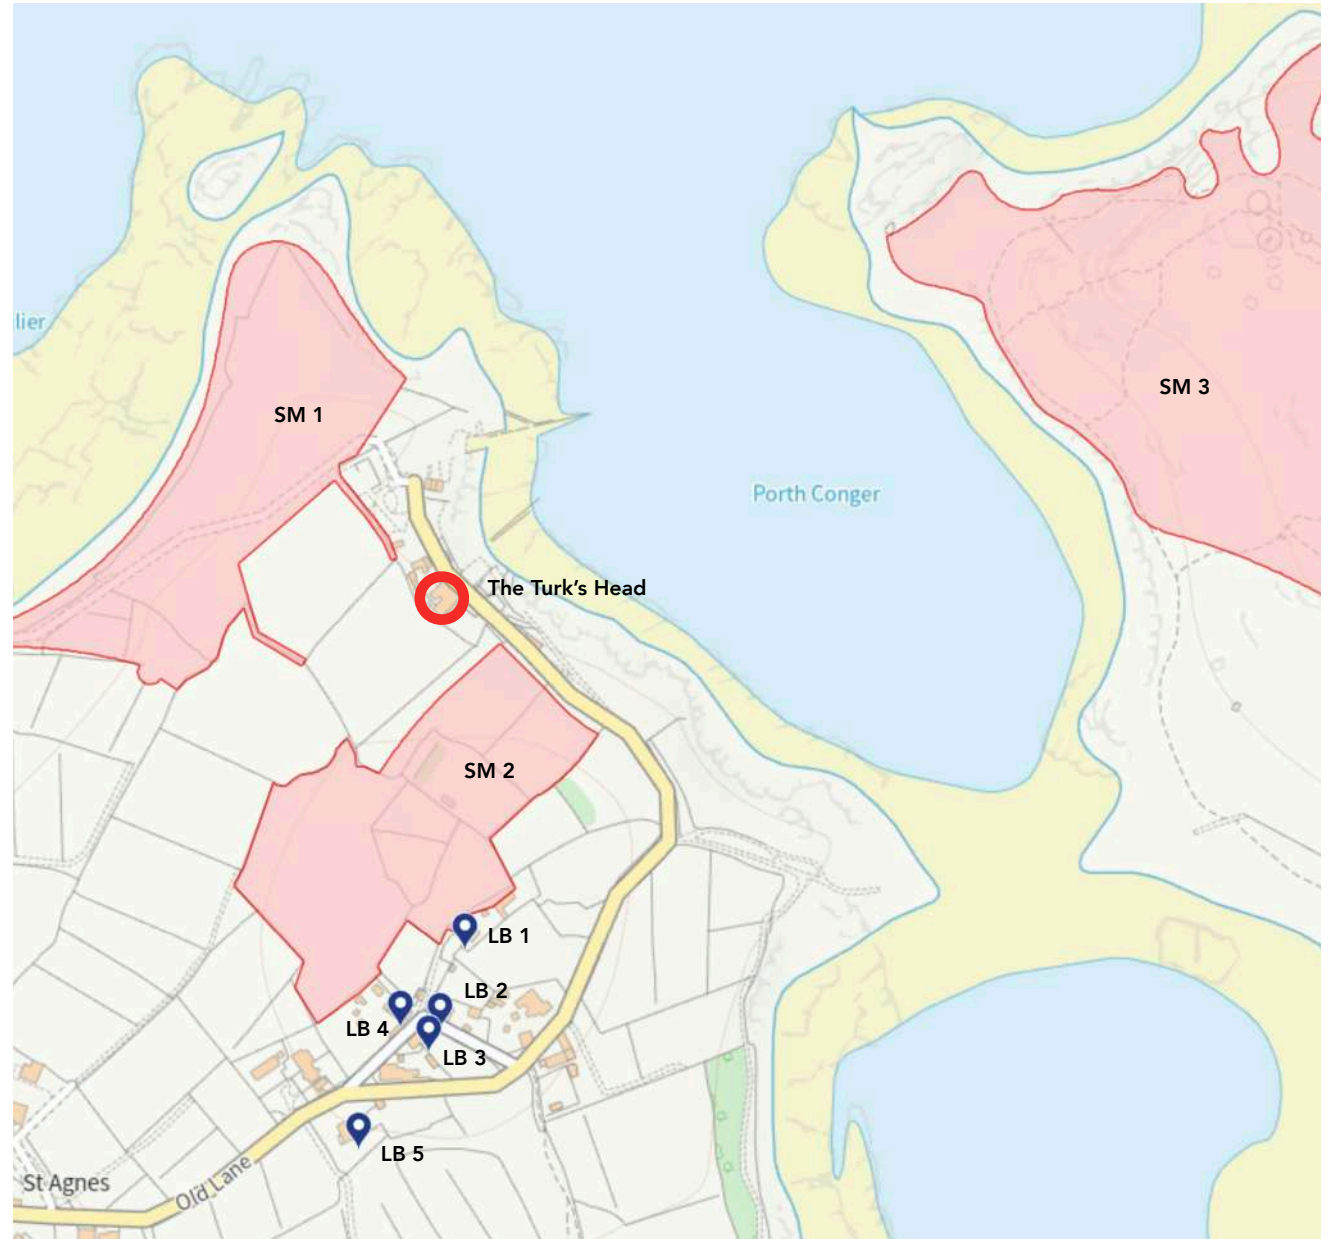 lier
SM 1
SM 3
Porth Conger
The Turk's Head
SM 2
LB 1
LB 2
LB 4
LB 3
LB 5
St Agnes
Old Lane